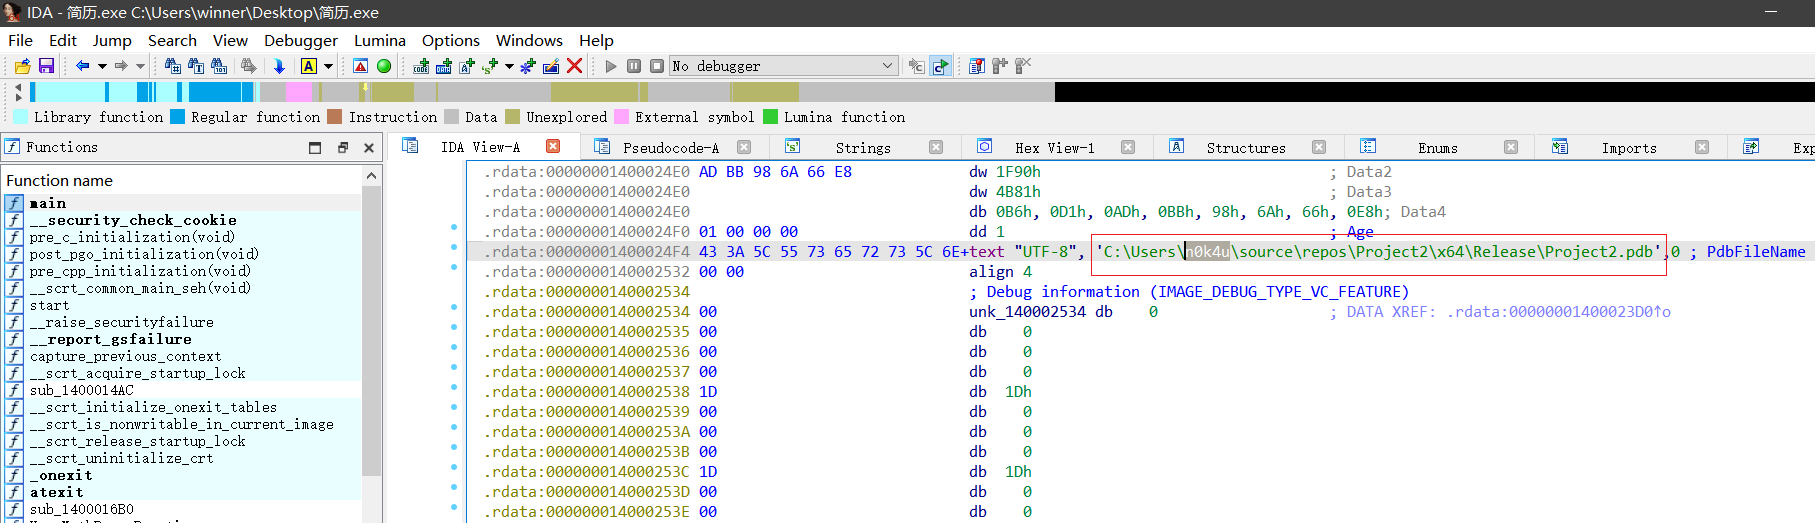 IDA - 简历.exe C:\Users\winner\Desktop\简历.exe
File Edit Jump Search View Debugger Lumina Options Windows Help
No debugger
Library function Regular function Instruction Data Unexplored External symbol Lumina function
Functions
IDA View-A Pseudocode-A Strings Hex View-1 Structures Enums Imports Exp
Function name
main
__security_check_cookie
pre_c_initialization(void)
post_pgo_initialization(void)
pre_cpp_initialization(void)
__scrt_common_main_seh(void)
start
__raise_securityfailure
__report_gsfailure
capture_previous_context
__scrt_acquire_startup_lock
sub_1400014AC
__scrt_initialize_onexit_tables
__scrt_is_nonwritable_in_current_image
__scrt_release_startup_lock
__scrt_uninitialize_crt
_onexit
atexit
sub_1400016B0
.rdata:00000001400024E0 AD BB 98 6A 66 E8 dw 1F90h ; Data2
.rdata:00000001400024E0 dw 4B81h ; Data3
.rdata:00000001400024E0 db 0B6h, 0D1h, 0ADh, 0BBh, 98h, 6Ah, 66h, 0E8h; Data4
.rdata:00000001400024F0 01 00 00 00 dd 1 ; Age
.rdata:00000001400024F4 43 3A 5C 55 73 65 72 73 5C 6E+text "UTF-8", 'C:\Users\n0k4u\source\repos\Project2\x64\Release\Project2.pdb',0 ; PdbFileName
.rdata:0000000140002532 00 00 align 4
.rdata:0000000140002534 ; Debug information (IMAGE_DEBUG_TYPE_VC_FEATURE)
.rdata:0000000140002534 00 unk_140002534 db 0 ; DATA XREF: .rdata:00000001400023D0↑o
.rdata:0000000140002535 00 db 0
.rdata:0000000140002536 00 db 0
.rdata:0000000140002537 00 db 0
.rdata:0000000140002538 1D db 1Dh
.rdata:0000000140002539 00 db 0
.rdata:000000014000253A 00 db 0
.rdata:000000014000253B 00 db 0
.rdata:000000014000253C 1D db 1Dh
.rdata:000000014000253D 00 db 0
.rdata:000000014000253E 00 db 0